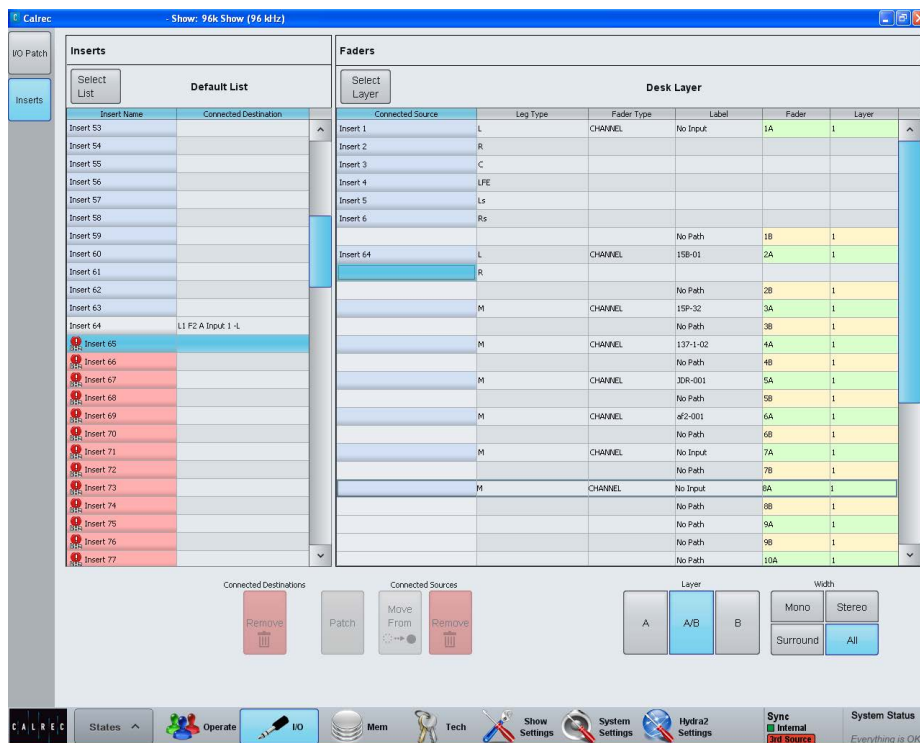 Calrec - Show: 96k Show (96 kHz)
I/O Patch
Inserts
Inserts
Select List
Default List
Insert Name Connected Destination
Insert 53
Insert 54
Insert 55
Insert 56
Insert 57
Insert 58
Insert 59
Insert 60
Insert 61
Insert 62
Insert 63
Insert 64 L1 F2 A Input 1 -L
Insert 65
Insert 66
Insert 67
Insert 68
Insert 69
Insert 70
Insert 71
Insert 72
Insert 73
Insert 74
Insert 75
Insert 76
Insert 77
Faders
Select Layer
Desk Layer
Connected Source Leg Type Fader Type Label Fader Layer
Insert 1 L CHANNEL No Input 1A 1
Insert 2 R
Insert 3 C
Insert 4 LFE
Insert 5 Ls
Insert 6 Rs
No Path 1B 1
Insert 64 L CHANNEL 15B-01 2A 1
R
No Path 2B 1
M CHANNEL 15P-32 3A 1
No Path 3B 1
M CHANNEL 137-1-02 4A 1
No Path 4B 1
M CHANNEL JDR-001 5A 1
No Path 5B 1
M CHANNEL af2-001 6A 1
No Path 6B 1
M CHANNEL No Input 7A 1
No Path 7B 1
M CHANNEL No Input 8A 1
No Path 8B 1
No Path 9A 1
No Path 9B 1
No Path 10A 1
Connected Destinations
Remove
Patch
Connected Sources
Move From
Remove
Layer
A A/B B
Width
Mono Stereo
Surround All
CALREC
States
Operate
I/O
Mem
Tech
Show Settings
System Settings
Hydra2 Settings
Sync
Internal
3rd Source
System Status
Everything is OK